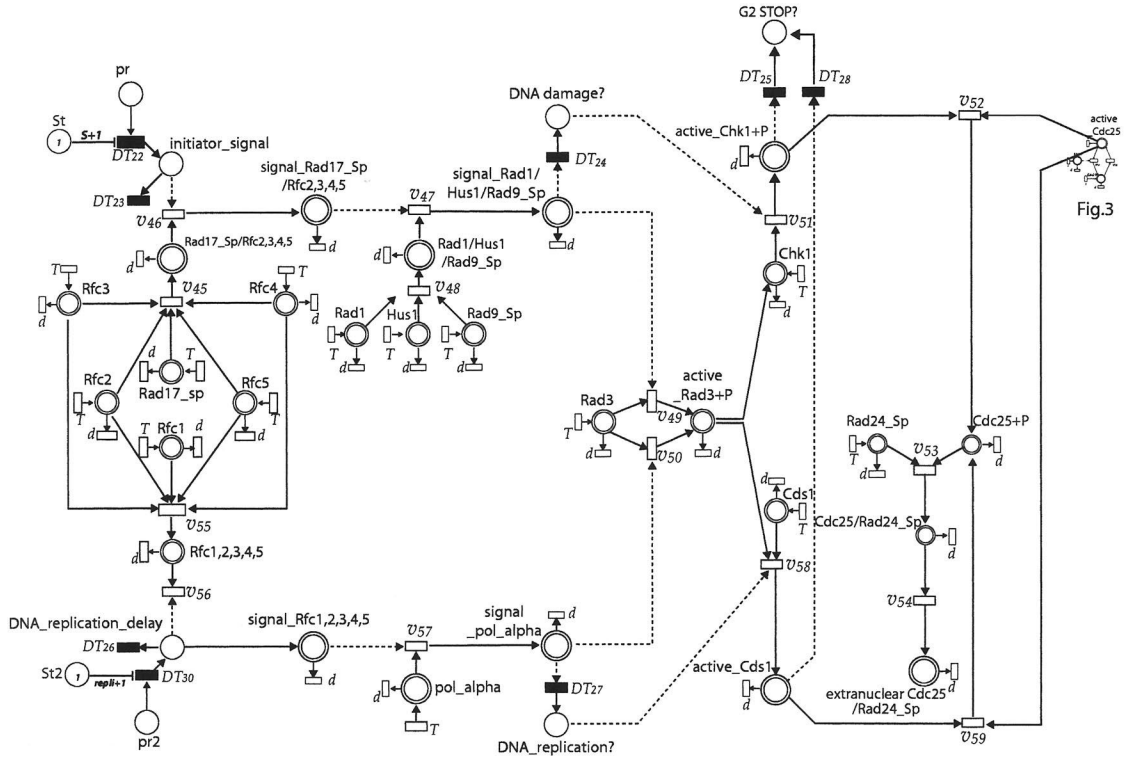 G2 STOP?
pr
St
1
S+1
DT22
initiator_signal
DT23
v46
signal_Rad17_Sp
/Rfc2,3,4,5
d
v47
signal_Rad1/
Hus1/Rad9_Sp
d
DNA damage?
DT24
DT25
DT28
active_Chk1+P
d
v52
active
Cdc25
Fig.3
v51
Chk1
T
d
Rad17_Sp/Rfc2,3,4,5
d
Rad1/Hus1
/Rad9_Sp
d
v48
T
Rfc3
d
v45
Rfc4
T
d
Rad1
T
d
Hus1
T
d
Rad9_Sp
T
d
d
T
Rad17_sp
Rfc2
T
d
Rfc5
T
d
T
Rfc1
d
active
_Rad3+P
d
Rad3
T
d
v49
v50
Rad24_Sp
T
d
Cdc25+P
d
v53
v55
Rfc1,2,3,4,5
d
v56
d
Cds1
T
v58
Cdc25/Rad24_Sp
d
v54
DNA_replication_delay
DT26
signal_Rfc1,2,3,4,5
d
v57
signal
_pol_alpha
d
St2
1
repli+1
DT30
pr2
pol_alpha
d
T
DT27
DNA_replication?
active_Cds1
d
extranuclear Cdc25
/Rad24_Sp
d
v59